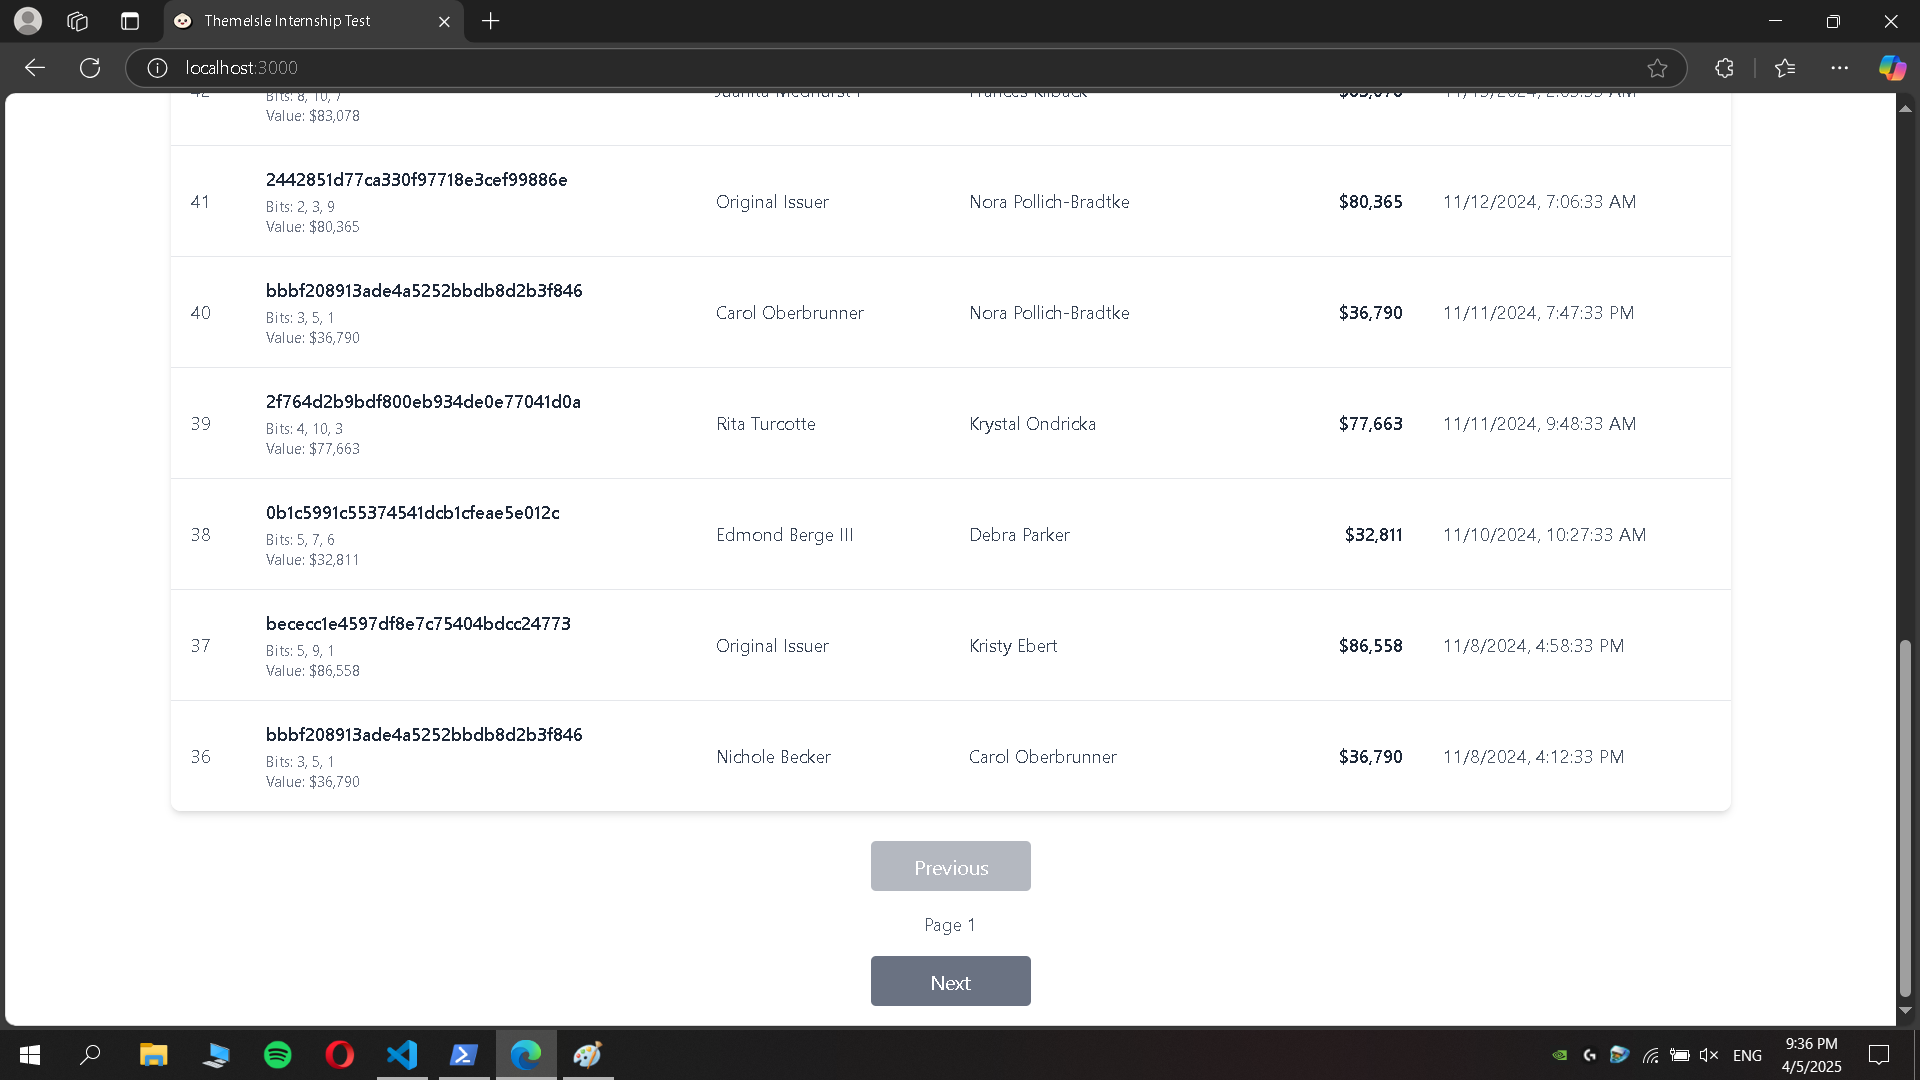 ThemeIsle Internship Test
localhost:3000
Bits: 8, 10, 7
Value: $83,078
2442851d77ca330f97718e3cef99886e
41
Bits: 2, 3, 9
Value: $80,365
Original Issuer
Nora Pollich-Bradtke
$80,365
11/12/2024, 7:06:33 AM
bbbf208913ade4a5252bbdb8d2b3f846
40
Bits: 3, 5, 1
Value: $36,790
Carol Oberbrunner
Nora Pollich-Bradtke
$36,790
11/11/2024, 7:47:33 PM
2f764d2b9bdf800eb934de0e77041d0a
39
Bits: 4, 10, 3
Value: $77,663
Rita Turcotte
Krystal Ondricka
$77,663
11/11/2024, 9:48:33 AM
0b1c5991c55374541dcb1cfeae5e012c
38
Bits: 5, 7, 6
Value: $32,811
Edmond Berge III
Debra Parker
$32,811
11/10/2024, 10:27:33 AM
bececc1e4597df8e7c75404bdcc24773
37
Bits: 5, 9, 1
Value: $86,558
Original Issuer
Kristy Ebert
$86,558
11/8/2024, 4:58:33 PM
bbbf208913ade4a5252bbdb8d2b3f846
36
Bits: 3, 5, 1
Value: $36,790
Nichole Becker
Carol Oberbrunner
$36,790
11/8/2024, 4:12:33 PM
Previous
Page 1
Next
ENG
9:36 PM
4/5/2025